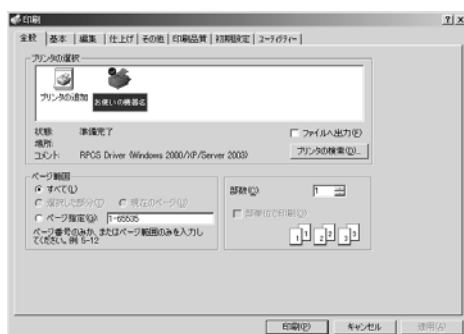 印刷
全般 基本 編集 仕上げ その他 印刷品質 初期設定 ユーティリティー
プリンタの選択
プリンタの追加 お使いの機器名
状態: 準備完了
場所:
コメント: RPCS Driver (Windows 2000/XP/Server 2003)
ファイルへ出力(F)
プリンタの検索(D)...
ページ範囲
すべて(L)
選択した部分(T) 現在のページ(U)
ページ指定(G): 1-65535
ページ番号のみか、またはページ範囲のみを入力し
てください。例 5-12
部数(C): 1
部単位で印刷(O)
1 1 2 2 3 3
印刷(P) キャンセル 適用(A)